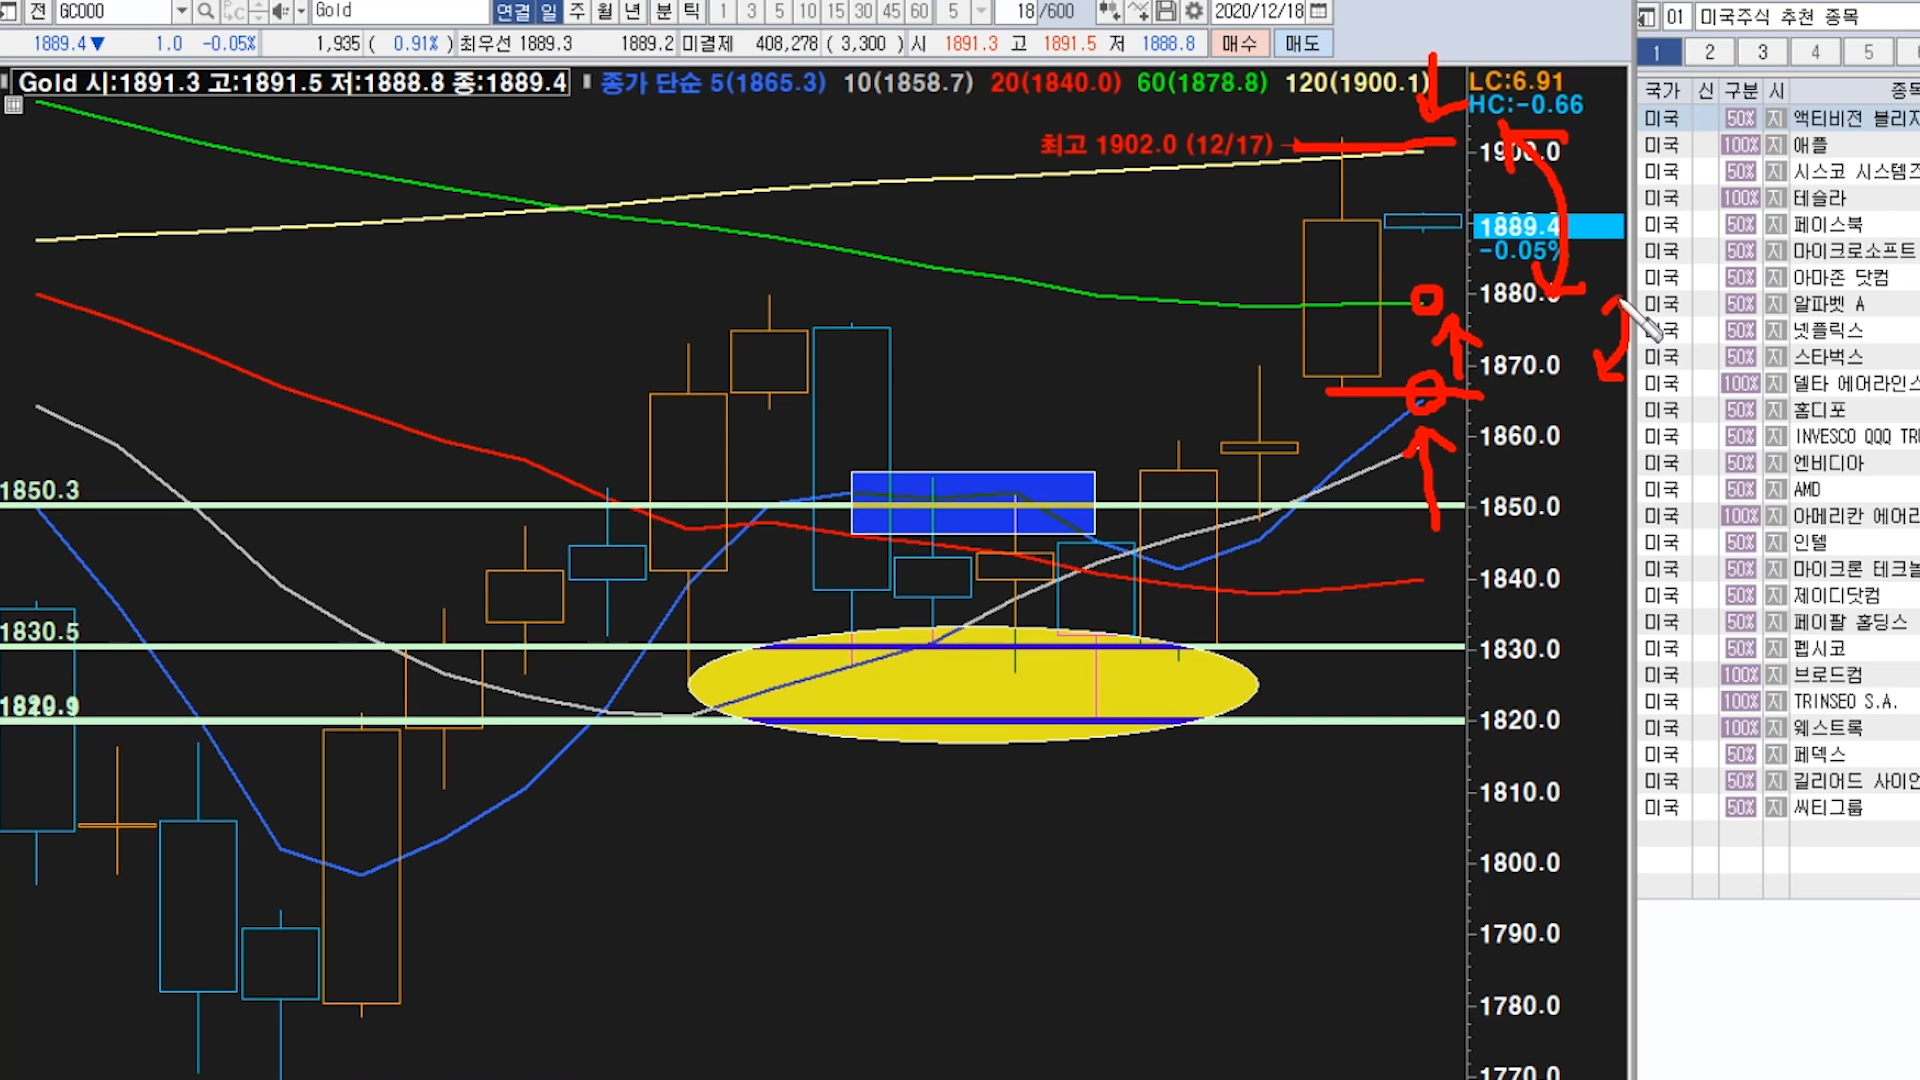 전 GC000 Gold 연결 일 주 월 년 분 틱 1 3 5 10 15 30 45 60 5 18 /600 2020/12/18
01 미국주식 추천 종목
1889.4▼ 1.0 -0.05% 1,935 ( 0.91% ) 최우선 1889.3 1889.2 미결제 408,278 ( 3,300 ) 시 1891.3 고 1891.5 저 1888.8 매수 매도
1 2 3 4 5
Gold 시:1891.3 고:1891.5 저:1888.8 종:1889.4 종가 단순 5(1865.3) 10(1858.7) 20(1840.0) 60(1878.8) 120(1900.1)
LC:6.91
HC:-0.66
최고 1902.0 (12/17)
1900.0
1889.4
-0.05%
1880.0
1870.0
1860.0
1850.0
1840.0
1830.0
1820.0
1810.0
1800.0
1790.0
1780.0
1770.0
1850.3
1830.5
국가 신 구분 시 종목
미국 50% 지 액티비전 블리자
미국 100% 지 애플
미국 50% 지 시스코 시스템즈
미국 100% 지 테슬라
미국 50% 지 페이스북
미국 50% 지 마이크로소프트
미국 50% 지 아마존 닷컴
미국 50% 지 알파벳 A
국 50% 지 넷플릭스
미국 50% 지 스타벅스
미국 100% 지 델타 에어라인스
미국 50% 지 홈디포
미국 50% 지 INVESCO QQQ TR
미국 50% 지 엔비디아
미국 50% 지 AMD
미국 100% 지 아메리칸 에어라
미국 50% 지 인텔
미국 50% 지 마이크론 테크놀
미국 100% 지 제이디닷컴
미국 50% 지 페이팔 홀딩스
미국 50% 지 펩시코
미국 100% 지 브로드컴
미국 100% 지 TRINSEO S.A.
미국 100% 지 웨스트록
미국 50% 지 페덱스
미국 50% 지 길리어드 사이언
미국 50% 지 씨티그룹